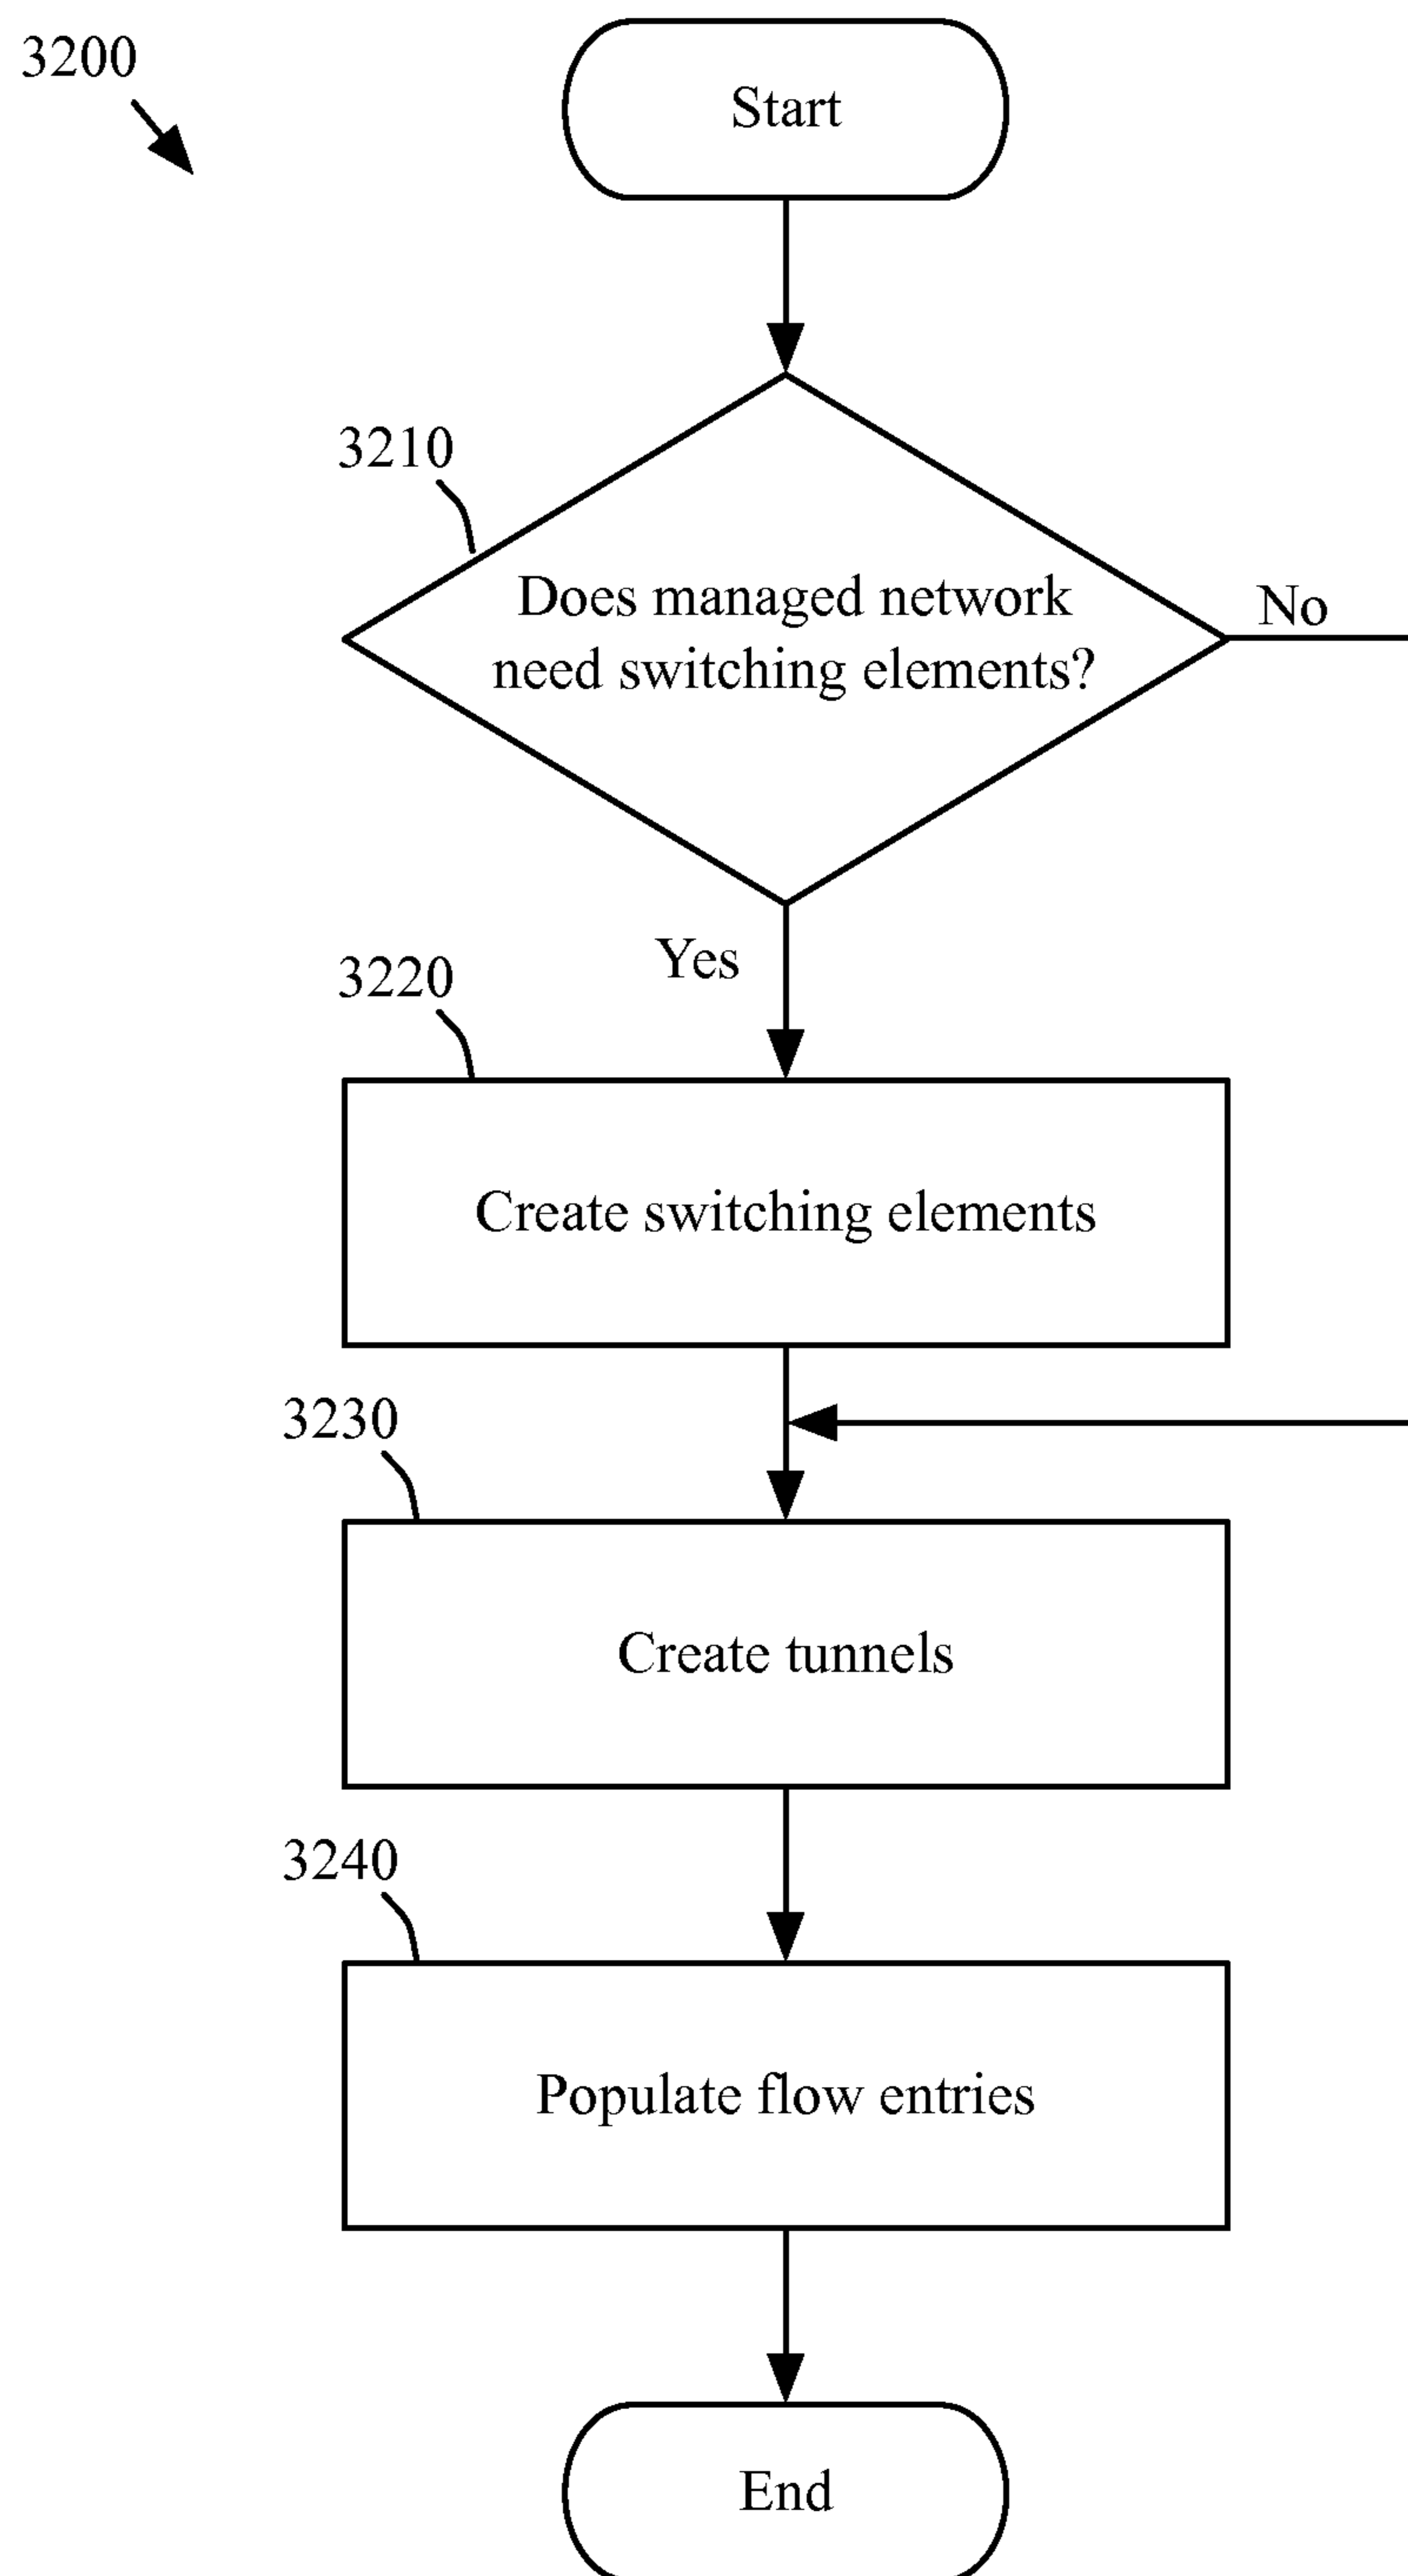 3200
Start
3210
Does managed network
need switching elements?
No
Yes
3220
Create switching elements
3230
Create tunnels
3240
Populate flow entries
End